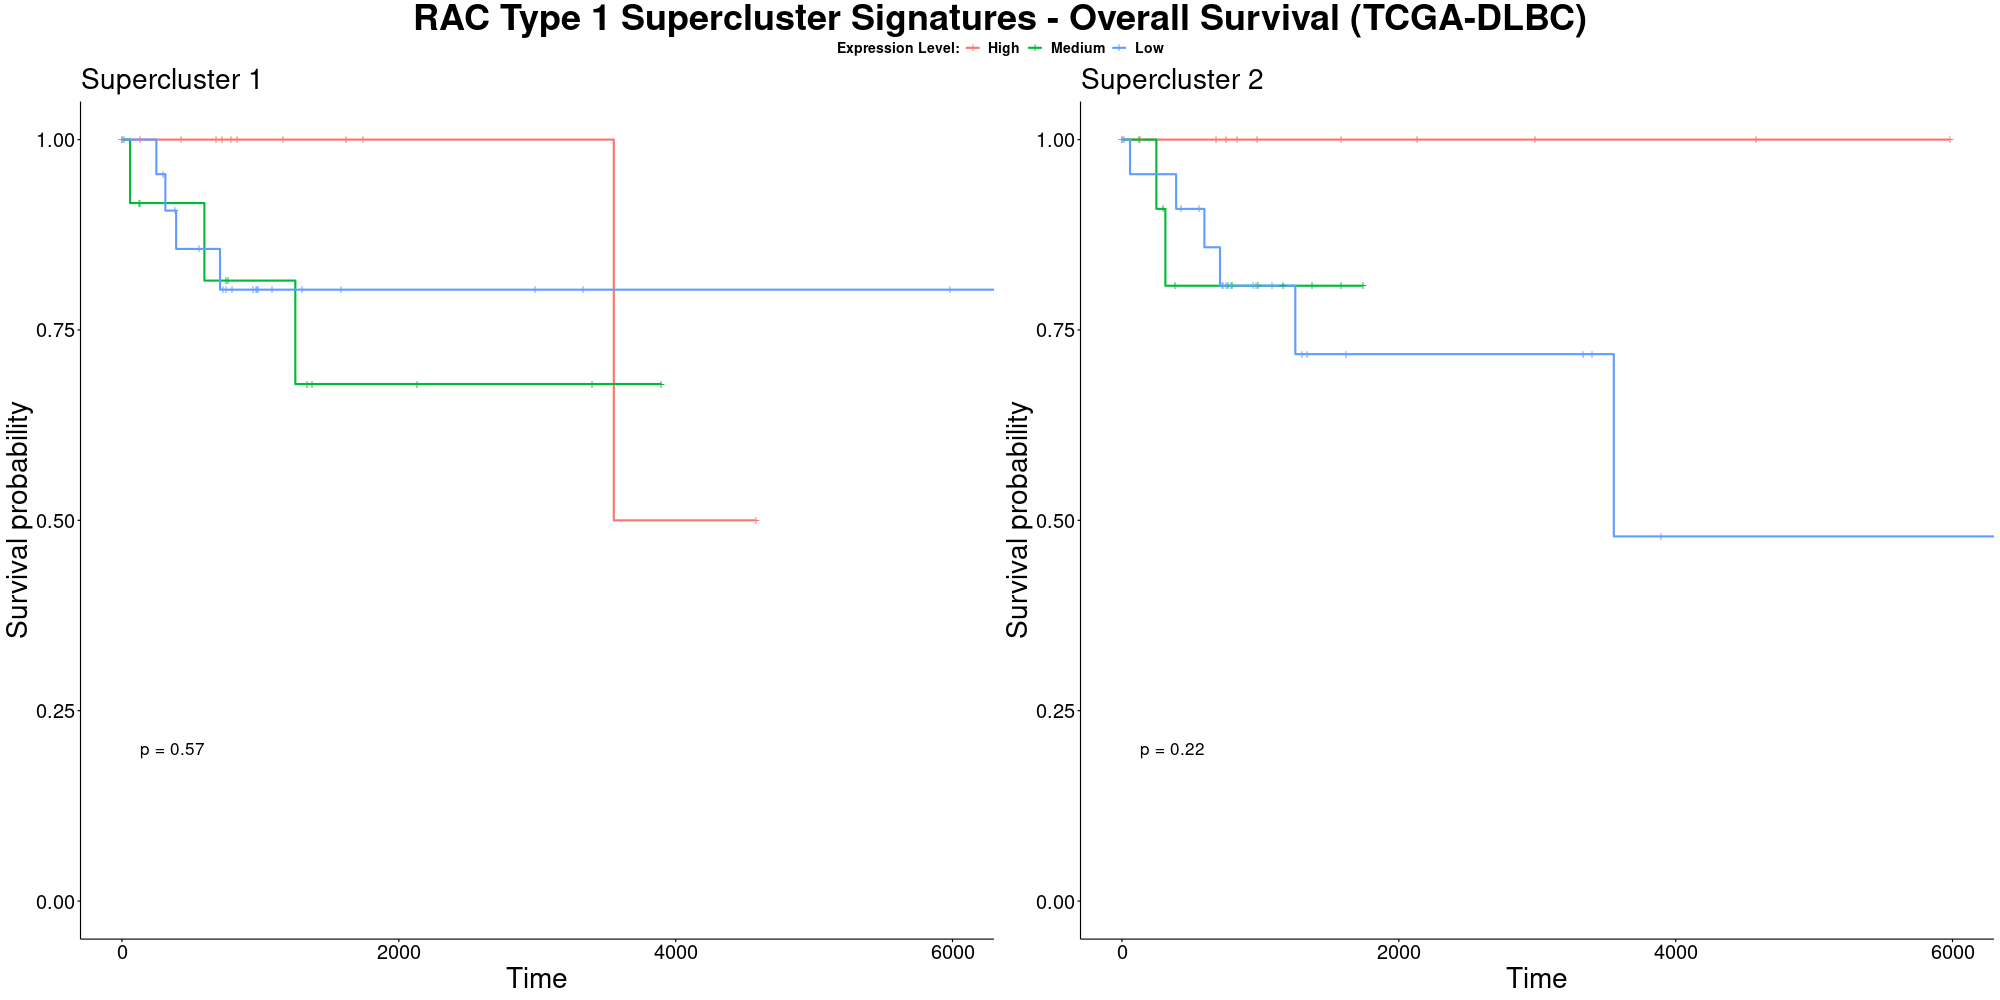 RAC Type 1 Supercluster Signatures - Overall Survival (TCGA-DLBC)
Expression Level: High Medium Low
Supercluster 1
Survival probability
1.00
0.75
0.50
0.25
0.00
p = 0.57
0 2000 4000 6000
Time
Supercluster 2
Survival probability
1.00
0.75
0.50
0.25
0.00
p = 0.22
0 2000 4000 6000
Time